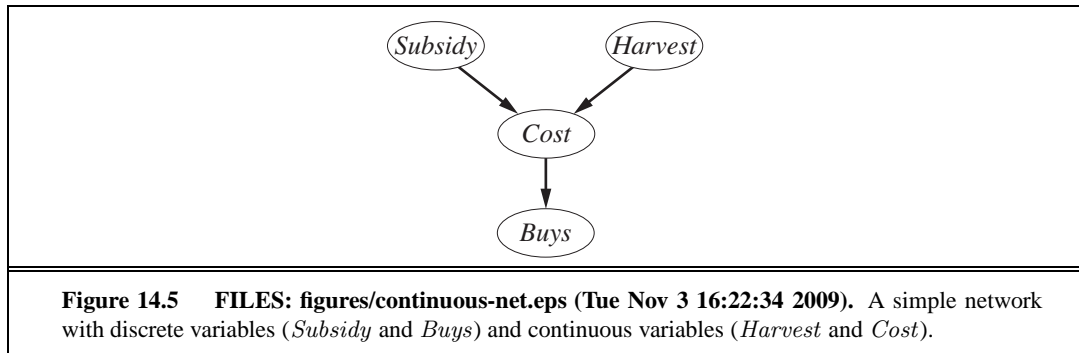 Subsidy Harvest
Cost
Buys
Figure 14.5 FILES: figures/continuous-net.eps (Tue Nov 3 16:22:34 2009). A simple network
with discrete variables (Subsidy and Buys) and continuous variables (Harvest and Cost).